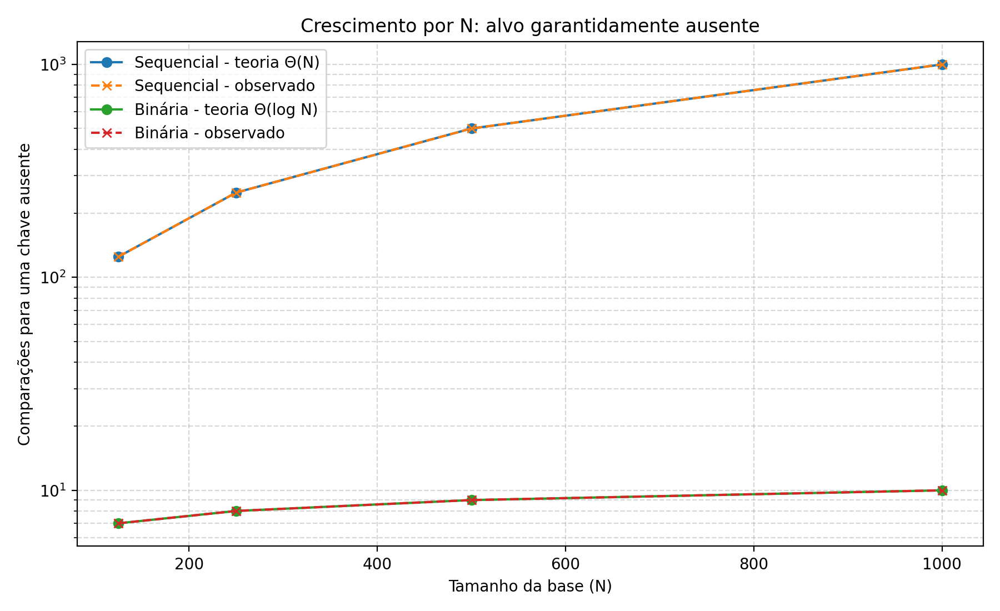 Crescimento por N: alvo garantidamente ausente
Sequencial - teoria Θ(N)
Sequencial - observado
Binária - teoria Θ(log N)
Binária - observado
Comparações para uma chave ausente
10³
10²
10¹
200 400 600 800 1000
Tamanho da base (N)